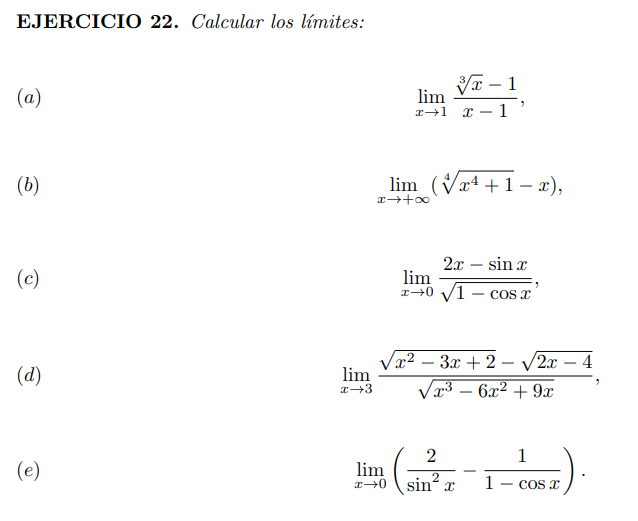 EJERCICIO 22. Calcular los límites:
(a) $\lim_{x \to 1} \frac{\sqrt[3]{x} - 1}{x - 1},$
(b) $\lim_{x \to +\infty} (\sqrt[4]{x^4 + 1} - x),$
(c) $\lim_{x \to 0} \frac{2x - \sin x}{\sqrt{1 - \cos x}},$
(d) $\lim_{x \to 3} \frac{\sqrt{x^2 - 3x + 2} - \sqrt{2x - 4}}{\sqrt{x^3 - 6x^2 + 9x}},$
(e) $\lim_{x \to 0} \left( \frac{2}{\sin^2 x} - \frac{1}{1 - \cos x} \right).$